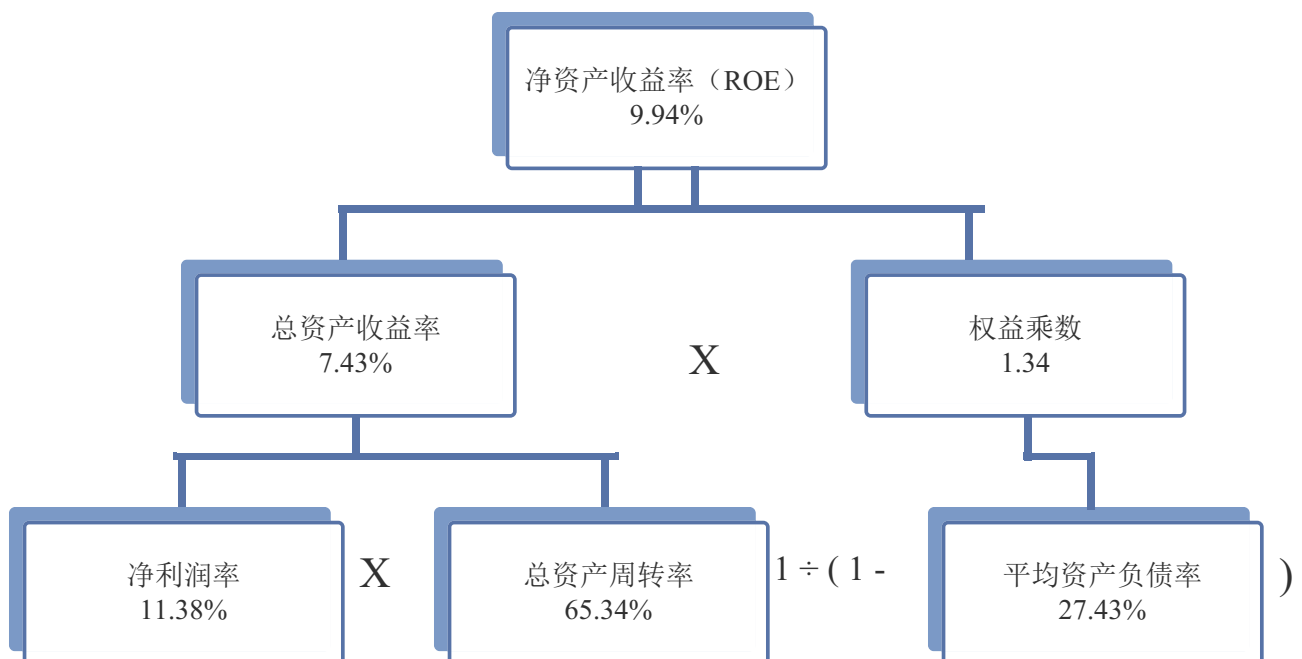 净资产收益率（ROE）
9.94%
总资产收益率
7.43%
X
权益乘数
1.34
净利润率
11.38%
X
总资产周转率
65.34%
1 ÷ ( 1 -
平均资产负债率
27.43%
)